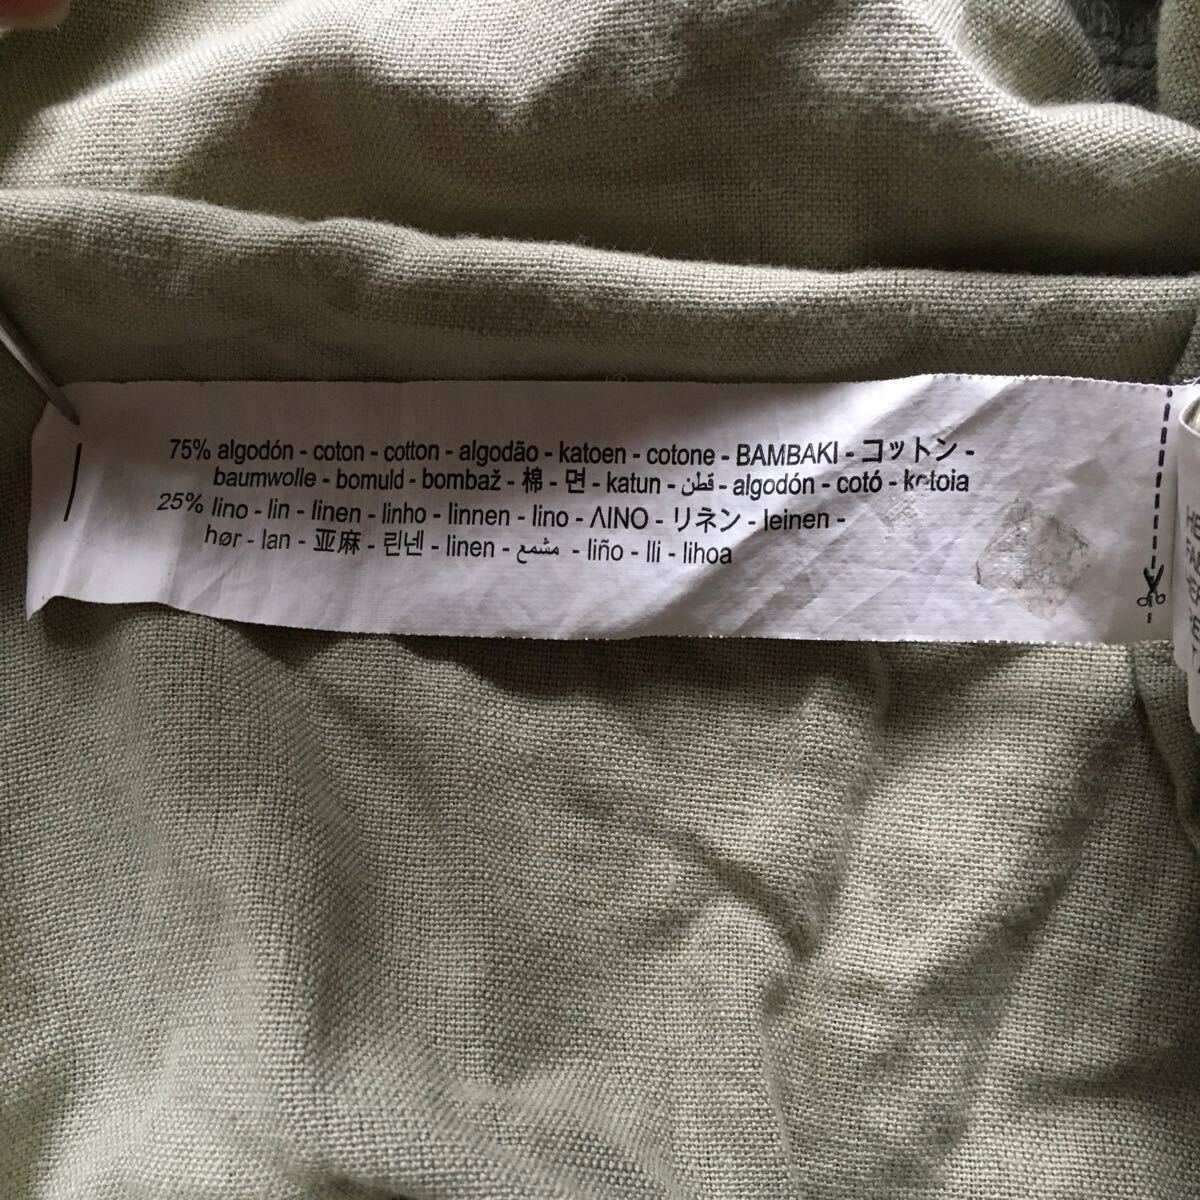 75% algodón - coton - cotton - algodão - katoen - cotone - BAMBAKI - コットン -
baumwolle - bomuld - bombaž - 棉 - 면 - katun - قطن - algodón - cotó - kotoia
25% lino - lin - linen - linho - linnen - lino - ΛΙΝΟ - リネン - leinen -
hør - lan - 亚麻 - 린넨 - linen - مشمع - liño - lli - lihoa